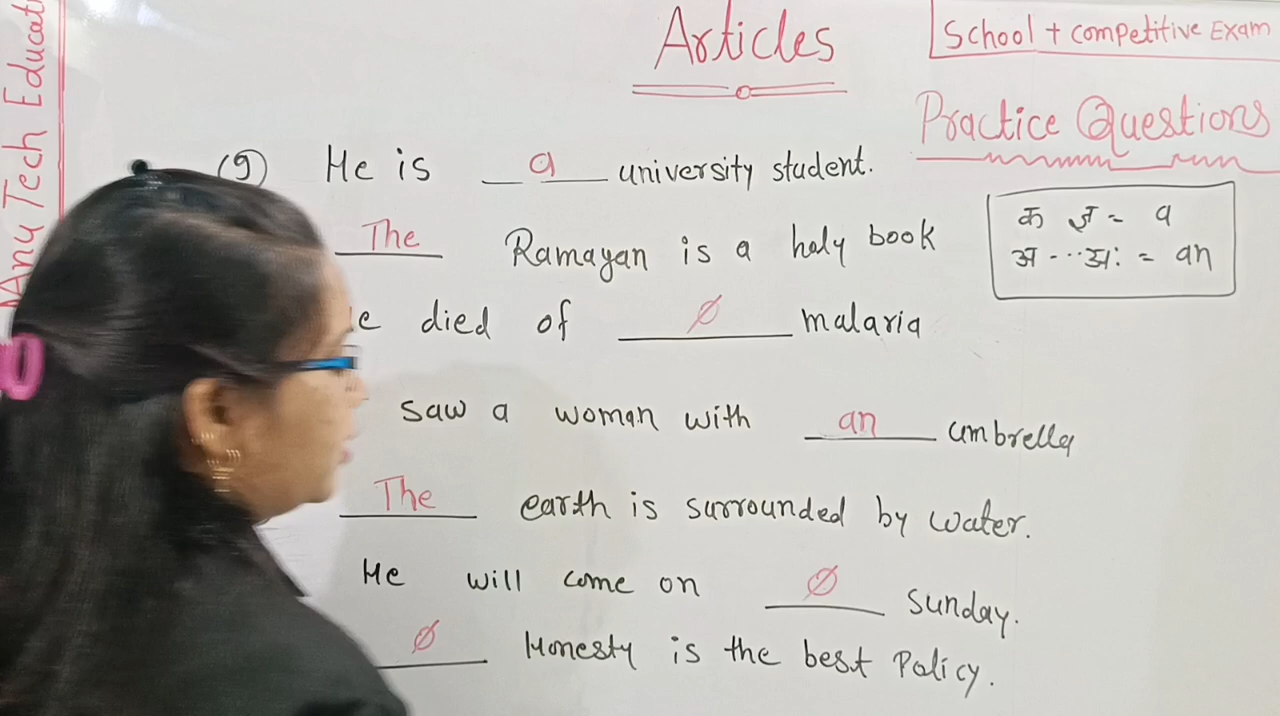 Articles
School + competitive Exam
Practice Questions
Anu Tech Educati
(9) He is a university student.
The Ramayan is a holy book
e died of ø malaria
saw a woman with an umbrella
The earth is surrounded by water.
He will come on ø sunday.
ø Honesty is the best Policy.
क ज्ञ = a
अ ... अः = an